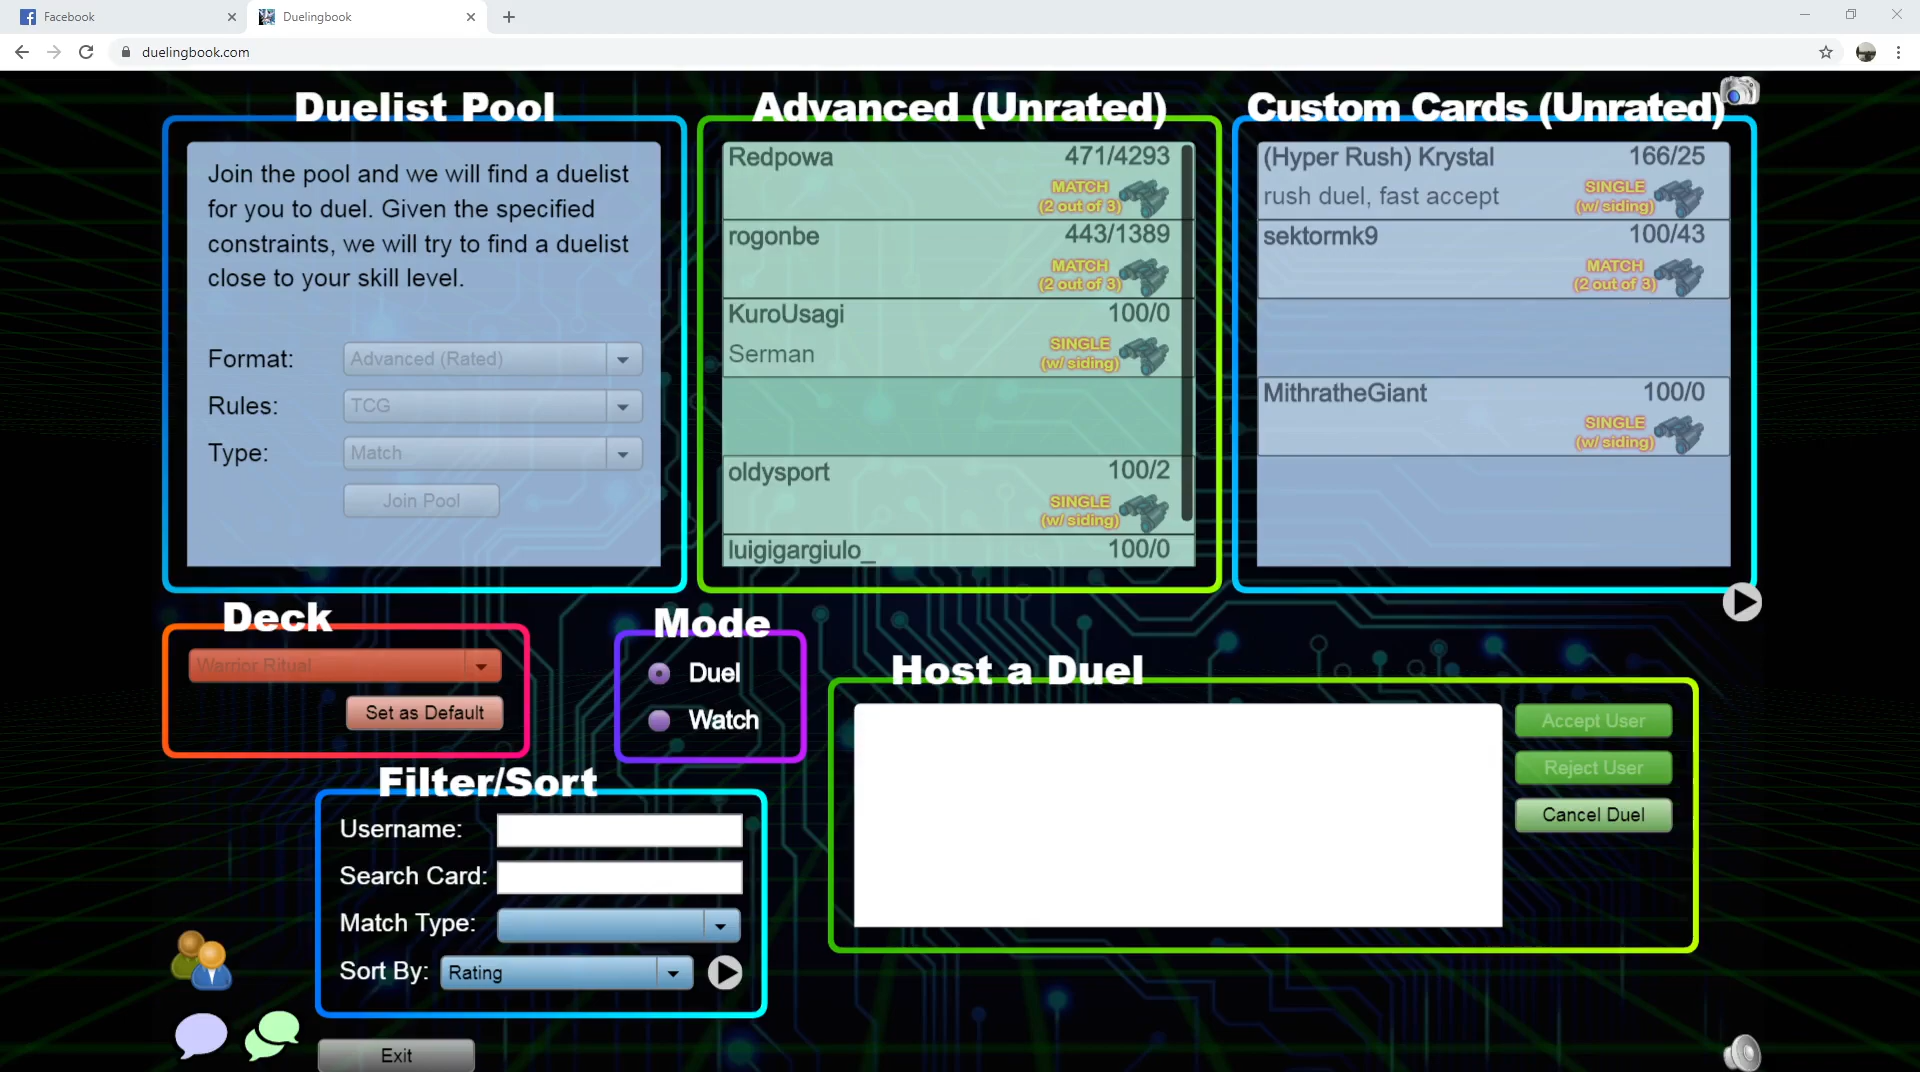 Facebook
Duelingbook
duelingbook.com
Duelist Pool
Join the pool and we will find a duelist
for you to duel. Given the specified
constraints, we will try to find a duelist
close to your skill level.
Format: Advanced (Rated)
Rules: TCG
Type: Match
Join Pool
Advanced (Unrated)
Redpowa 471/4293
MATCH
(2 out of 3)
rogonbe 443/1389
MATCH
(2 out of 3)
KuroUsagi 100/0
Serman
SINGLE
(w/ siding)
oldysport 100/2
SINGLE
(w/ siding)
luigigargiulo_ 100/0
Custom Cards (Unrated)
(Hyper Rush) Krystal 166/25
rush duel, fast accept
SINGLE
(w/ siding)
sektormk9 100/43
MATCH
(2 out of 3)
MithratheGiant 100/0
SINGLE
(w/ siding)
Deck
Warrior Ritual
Set as Default
Mode
Duel
Watch
Host a Duel
Accept User
Reject User
Cancel Duel
Filter/Sort
Username:
Search Card:
Match Type:
Sort By: Rating
Exit